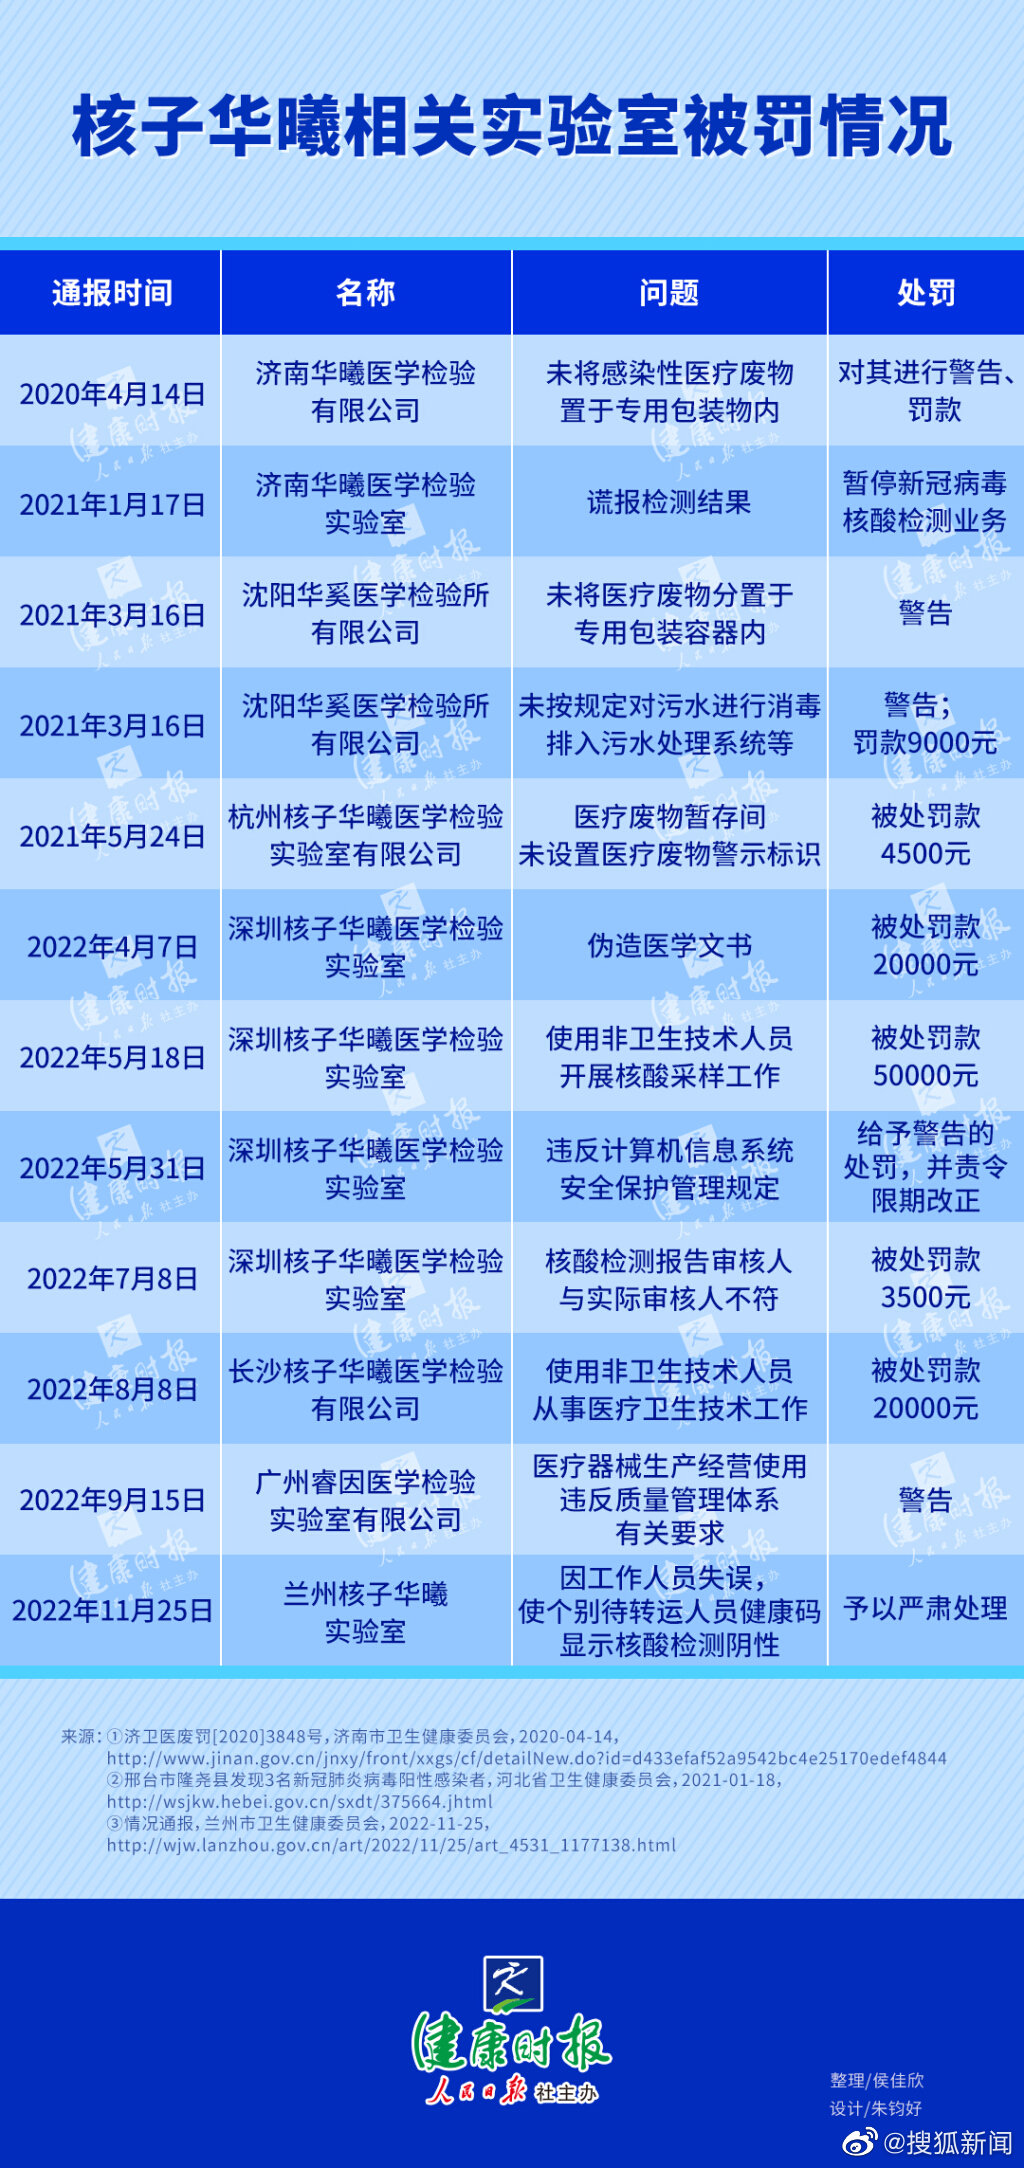 核子华曦相关实验室被罚情况
通报时间
名称
问题
处罚
2020年4月14日
济南华曦医学检验
有限公司
未将感染性医疗废物
置于专用包装物内
对其进行警告、
罚款
2021年1月17日
济南华曦医学检验
实验室
谎报检测结果
暂停新冠病毒
核酸检测业务
2021年3月16日
沈阳华奚医学检验所
有限公司
未将医疗废物分置于
专用包装容器内
警告
2021年3月16日
沈阳华奚医学检验所
有限公司
未按规定对污水进行消毒
排入污水处理系统等
警告；
罚款9000元
2021年5月24日
杭州核子华曦医学检验
实验室有限公司
医疗废物暂存间
未设置医疗废物警示标识
被处罚款
4500元
2022年4月7日
深圳核子华曦医学检验
实验室
伪造医学文书
被处罚款
20000元
2022年5月18日
深圳核子华曦医学检验
实验室
使用非卫生技术人员
开展核酸采样工作
被处罚款
50000元
2022年5月31日
深圳核子华曦医学检验
实验室
违反计算机信息系统
安全保护管理规定
给予警告的
处罚，并责令
限期改正
2022年7月8日
深圳核子华曦医学检验
实验室
核酸检测报告审核人
与实际审核人不符
被处罚款
3500元
2022年8月8日
长沙核子华曦医学检验
有限公司
使用非卫生技术人员
从事医疗卫生技术工作
被处罚款
20000元
2022年9月15日
广州睿因医学检验
实验室有限公司
医疗器械生产经营使用
违反质量管理体系
有关要求
警告
2022年11月25日
兰州核子华曦
实验室
因工作人员失误，
使个别待转运人员健康码
显示核酸检测阴性
予以严肃处理
来源：①济卫医废罚[2020]3848号，济南市卫生健康委员会，2020-04-14，
http://www.jinan.gov.cn/jnxy/front/xxgs/cf/detailNew.do?id=d433efaf52a9542bc4e25170edef4844
②邢台市隆尧县发现3名新冠肺炎病毒阳性感染者，河北省卫生健康委员会，2021-01-18，
http://wsjkw.hebei.gov.cn/sxdt/375664.jhtml
③情况通报，兰州市卫生健康委员会，2022-11-25，
http://wjw.lanzhou.gov.cn/art/2022/11/25/art_4531_1177138.html
健康时报
人民日报社主办
整理/侯佳欣
设计/朱钧好
@搜狐新闻